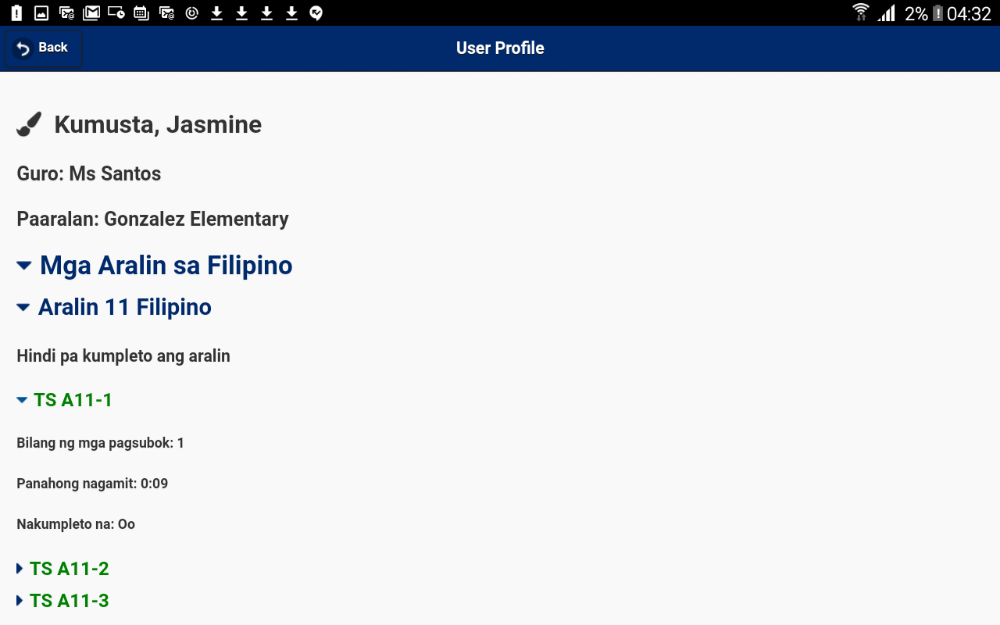 2% 04:32
Back
User Profile
Kumusta, Jasmine
Guro: Ms Santos
Paaralan: Gonzalez Elementary
Mga Aralin sa Filipino
Aralin 11 Filipino
Hindi pa kumpleto ang aralin
TS A11-1
Bilang ng mga pagsubok: 1
Panahong nagamit: 0:09
Nakumpleto na: Oo
TS A11-2
TS A11-3